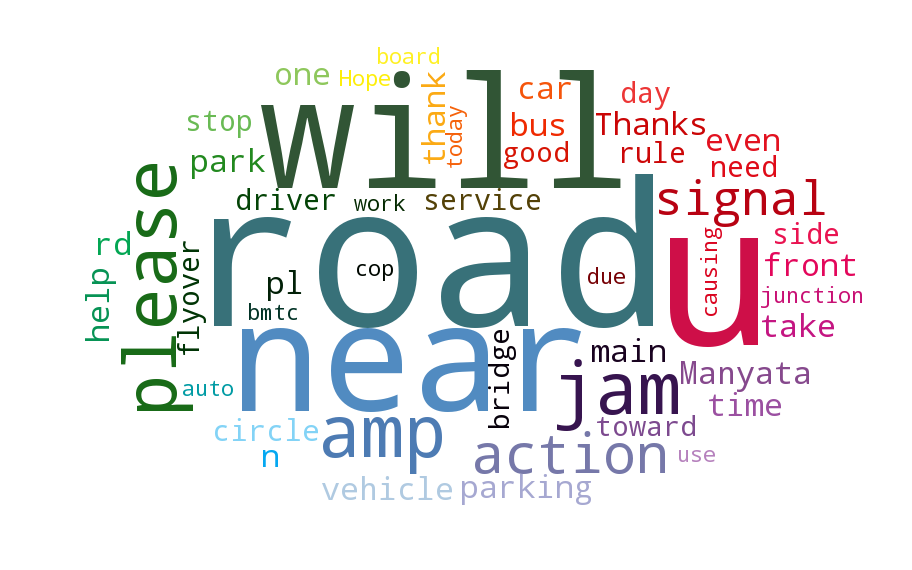 board
one
Hope
will
thank
today
car
day
stop
bus
Thanks
park
good
rule
even
need
please
driver
work
service
signal
road
u
rd
flyover
pl
cop
due
causing
side
front
help
bmtc
near
junction
take
bridge
main
jam
Manyata
auto
time
circle
amp
toward
n
action
use
vehicle
parking